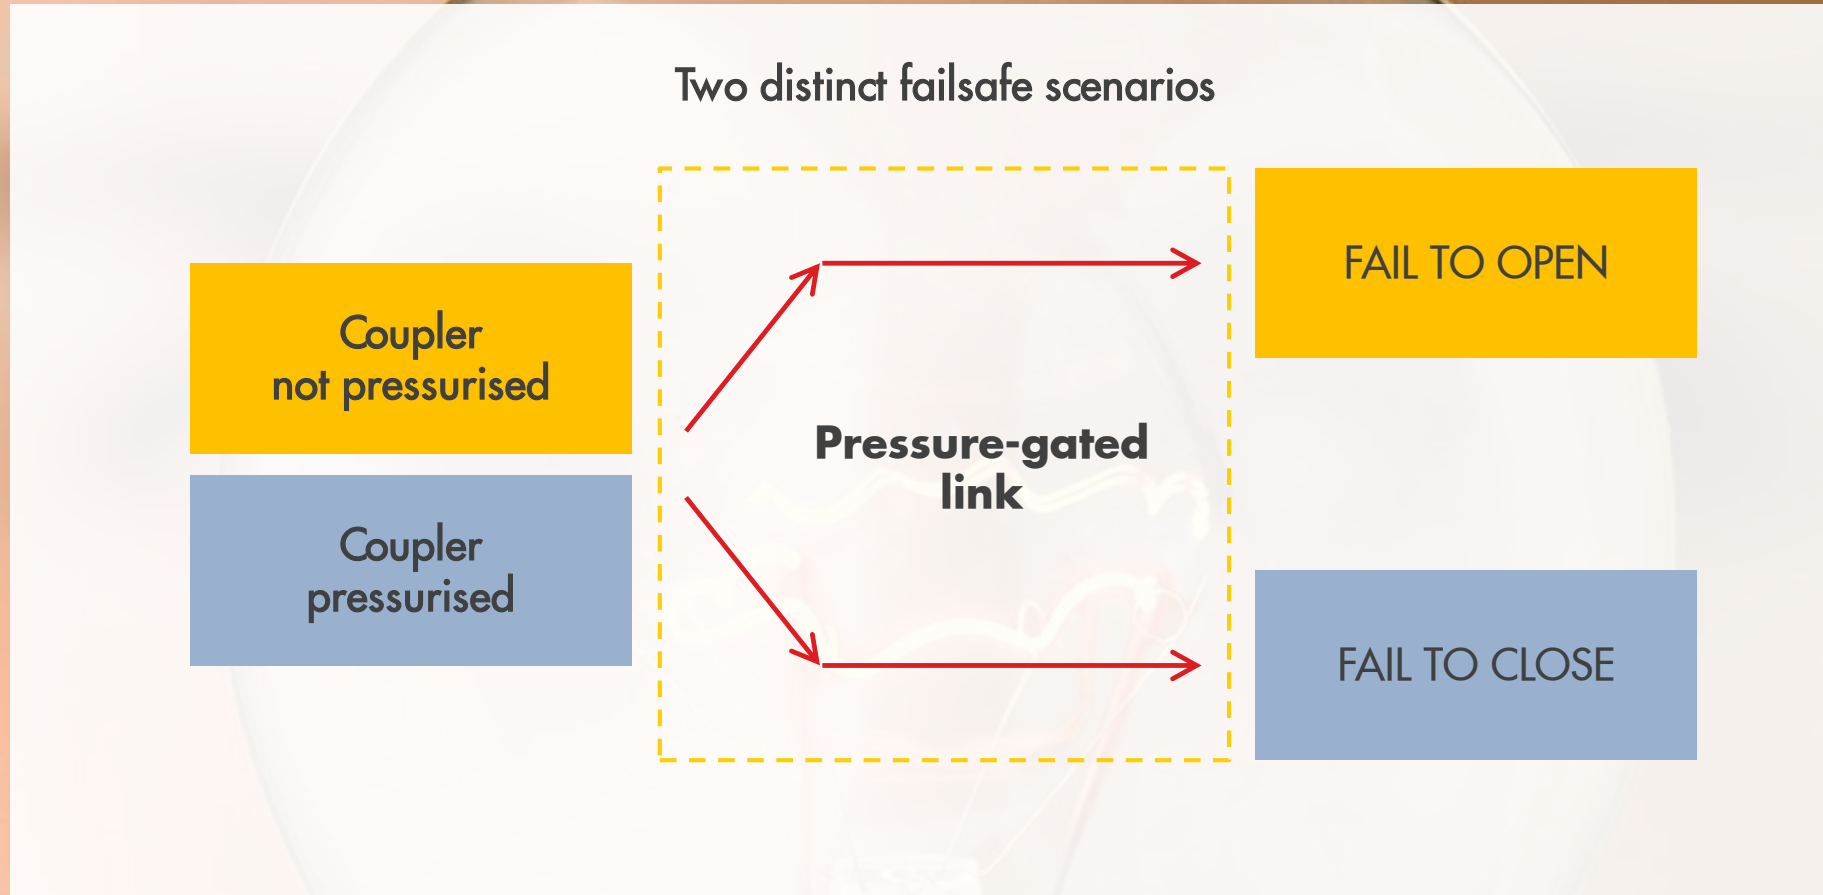 Two distinct failsafe scenarios
Coupler
not pressurised
Coupler
pressurised
Pressure-gated
link
FAIL TO OPEN
FAIL TO CLOSE